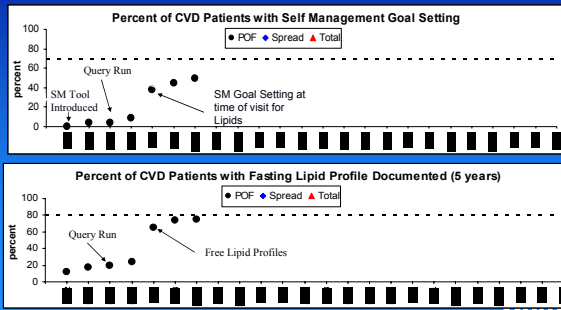 Percent of CVD Patients with Self Management Goal Setting
POF Spread Total
100
80
60
40
20
0
percent
SM Tool
Introduced
Query Run
SM Goal Setting at
time of visit for
Lipids
Percent of CVD Patients with Fasting Lipid Profile Documented (5 years)
POF Spread Total
100
80
60
40
20
0
percent
Query Run
Free Lipid Profiles